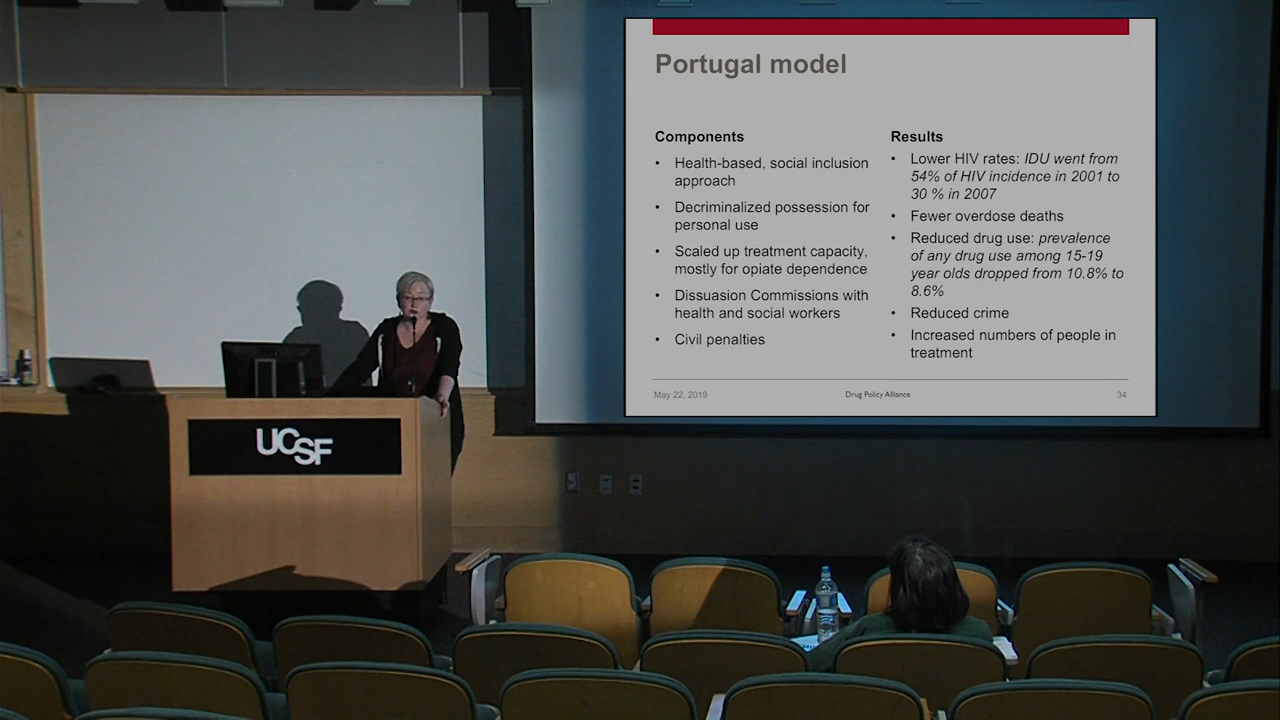 Portugal model
Components
• Health-based, social inclusion
approach
• Decriminalized possession for
personal use
• Scaled up treatment capacity,
mostly for opiate dependence
• Dissuasion Commissions with
health and social workers
• Civil penalties
Results
• Lower HIV rates: IDU went from
54% of HIV incidence in 2001 to
30 % in 2007
• Fewer overdose deaths
• Reduced drug use: prevalence
of any drug use among 15-19
year olds dropped from 10.8% to
8.6%
• Reduced crime
• Increased numbers of people in
treatment
May 22, 2019
Drug Policy Alliance
34
UCSF